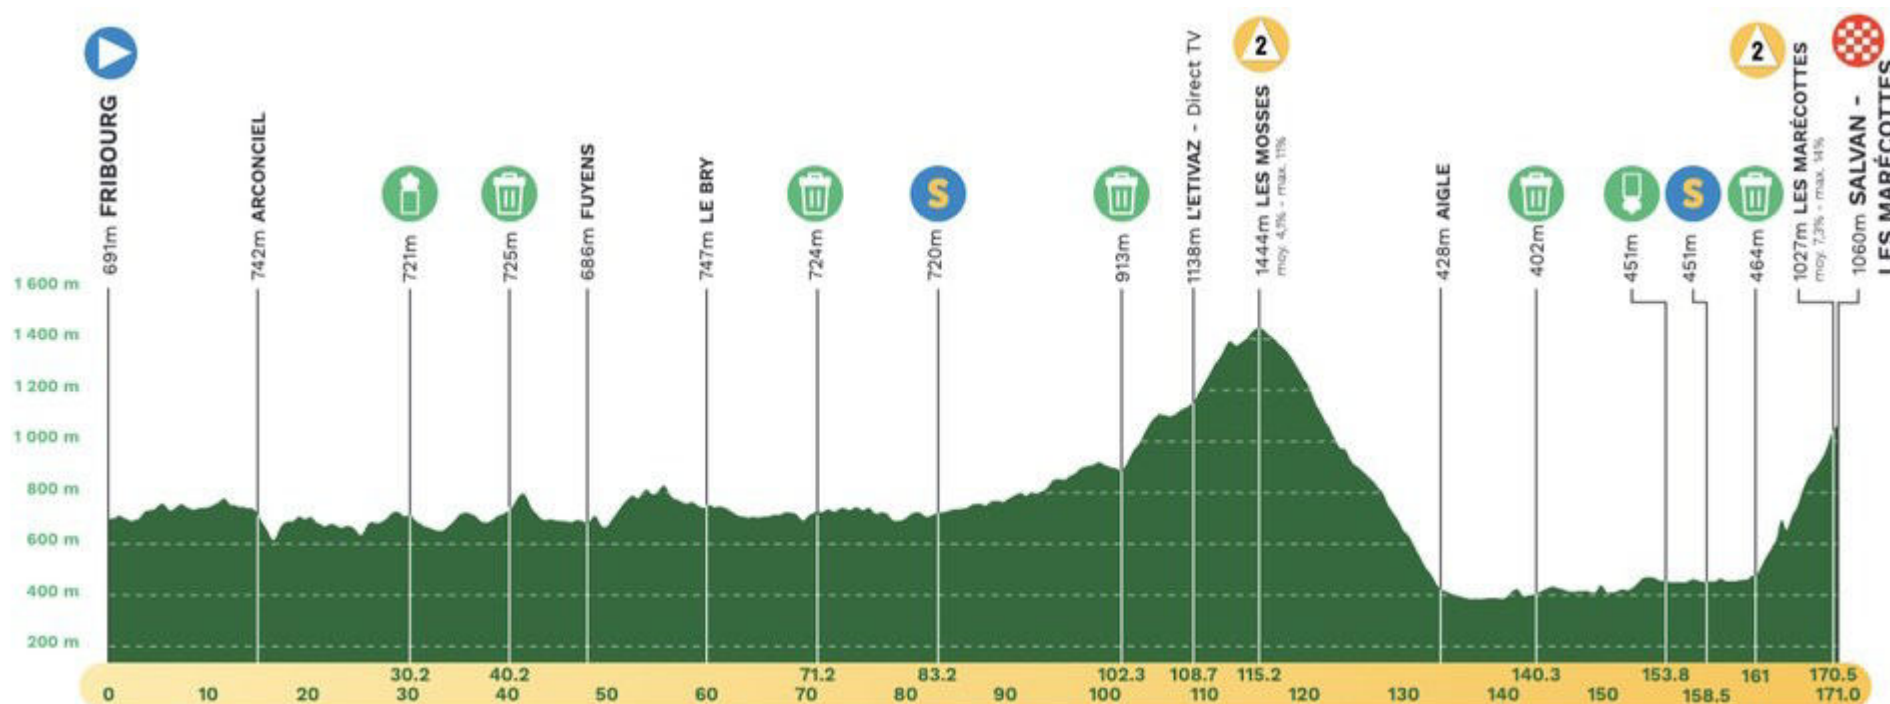 2
2
691m FRIBOURG
742m ARCONCIEL
721m
725m
686m FUYENS
747m LE BRY
724m
S
720m
913m
1138m L'ETIVAZ - Direct TV
1444m LES MOSSES
moy. 4,1% - max. 11%
428m AIGLE
402m
451m
S
451m
464m
1027m LES MARÉCOTTES
moy. 7,3% - max. 14%
1060m SALVAN -
LES MARÉCOTTES
1 600 m
1 400 m
1 200 m
1 000 m
800 m
600 m
400 m
200 m
30.2 40.2 71.2 83.2 102.3 108.7 115.2 140.3 153.8 161 170.5
0 10 20 30 40 50 60 70 80 90 100 110 120 130 140 150 158.5 171.0